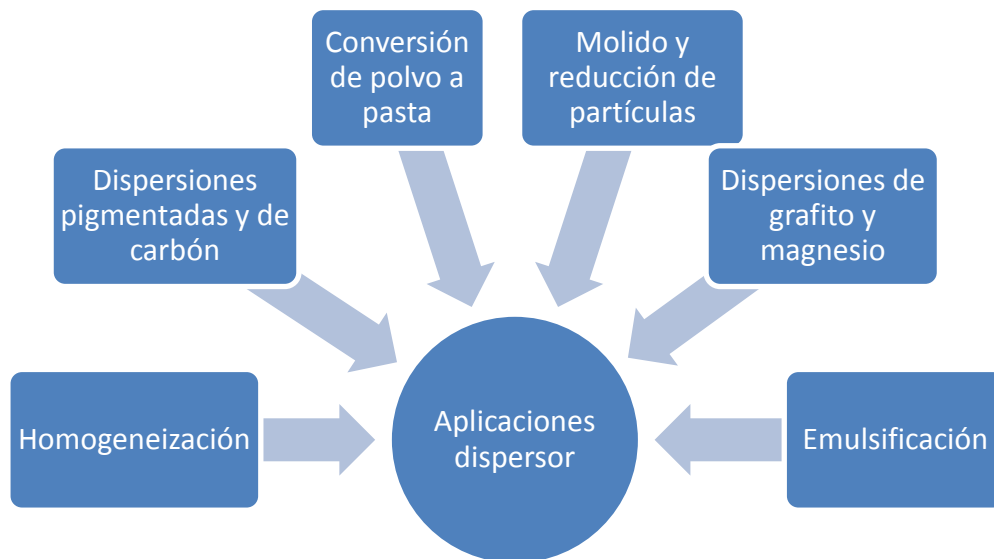 Conversión
de polvo a
pasta
Molido y
reducción de
partículas
Dispersiones
pigmentadas y de
carbón
Dispersiones de
grafito y
magnesio
Homogeneización
Aplicaciones
dispersor
Emulsificación